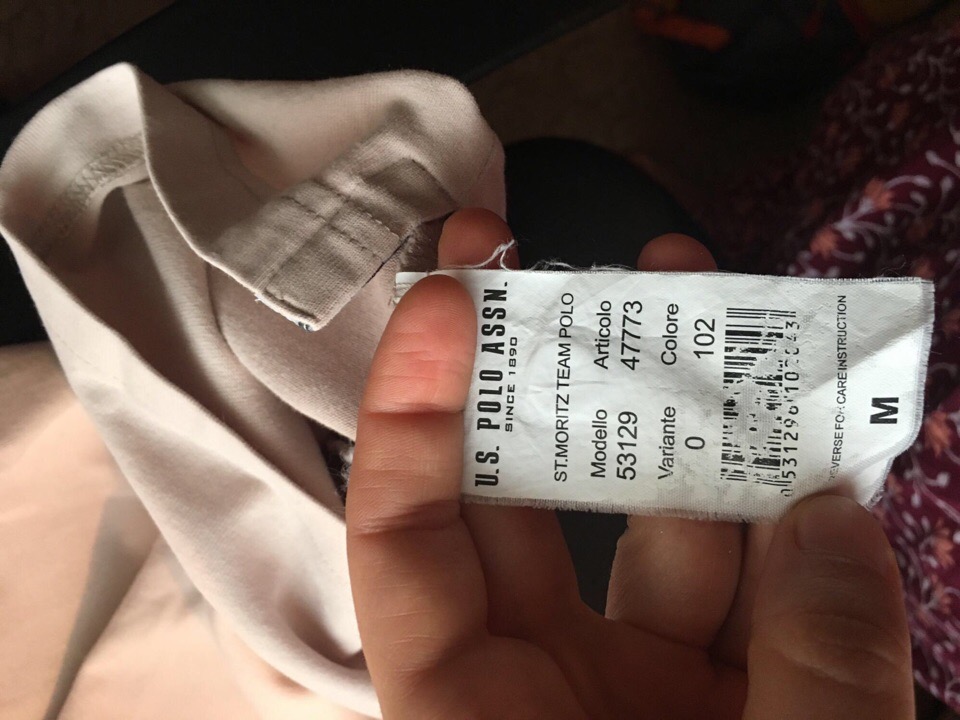 U.S. POLO ASSN.
SINCE 1890
ST.MORITZ TEAM POLO
Modello Articolo
53129 47773
Variante Colore
0 102
FOR CARE INSTRUCTION
M